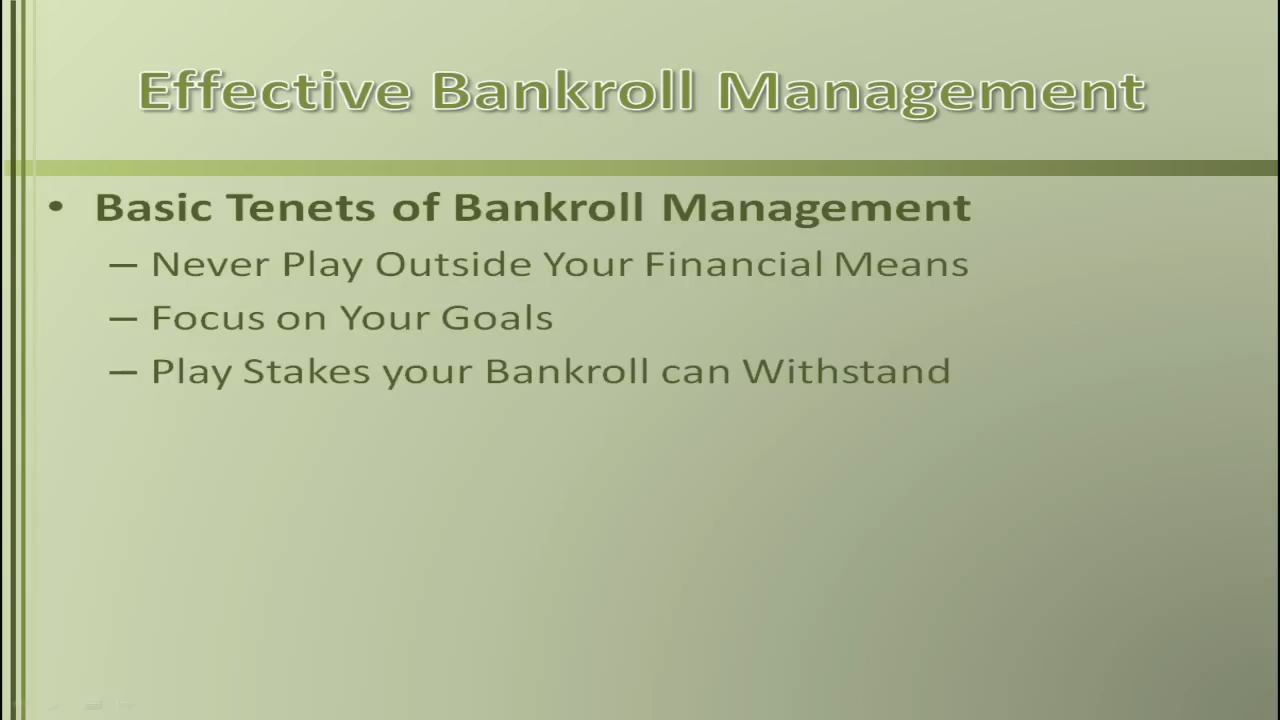 Effective Bankroll Management
• Basic Tenets of Bankroll Management
– Never Play Outside Your Financial Means
– Focus on Your Goals
– Play Stakes your Bankroll can Withstand